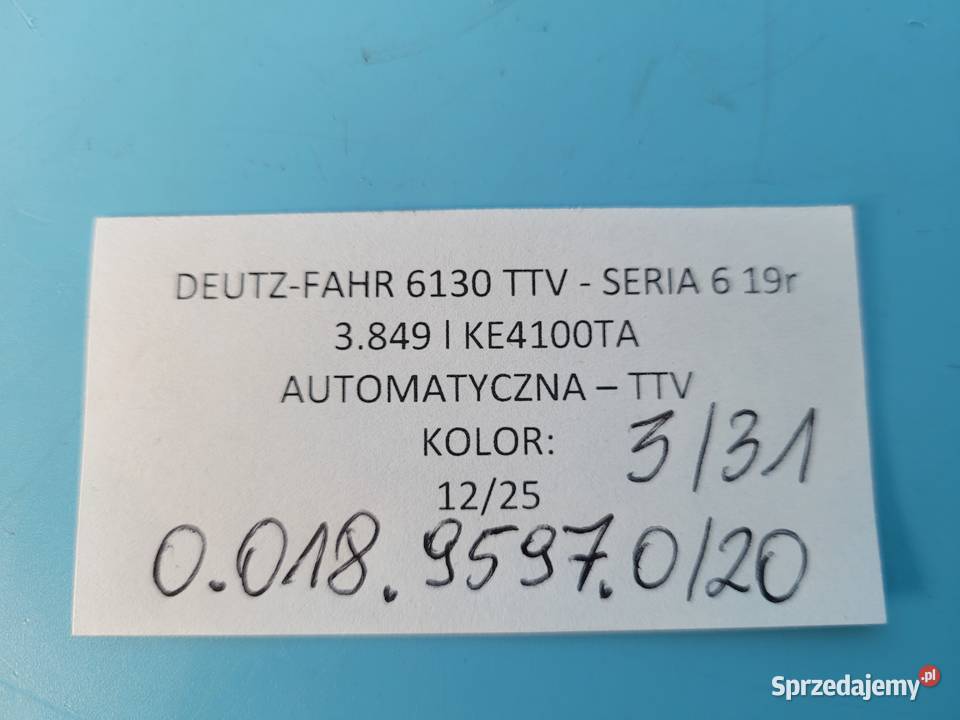 DEUTZ-FAHR 6130 TTV - SERIA 6 19r
3.849 l KE4100TA
AUTOMATYCZNA – TTV
KOLOR:
3/31
12/25
0.018.9597.0/20
Sprzedajemy.pl